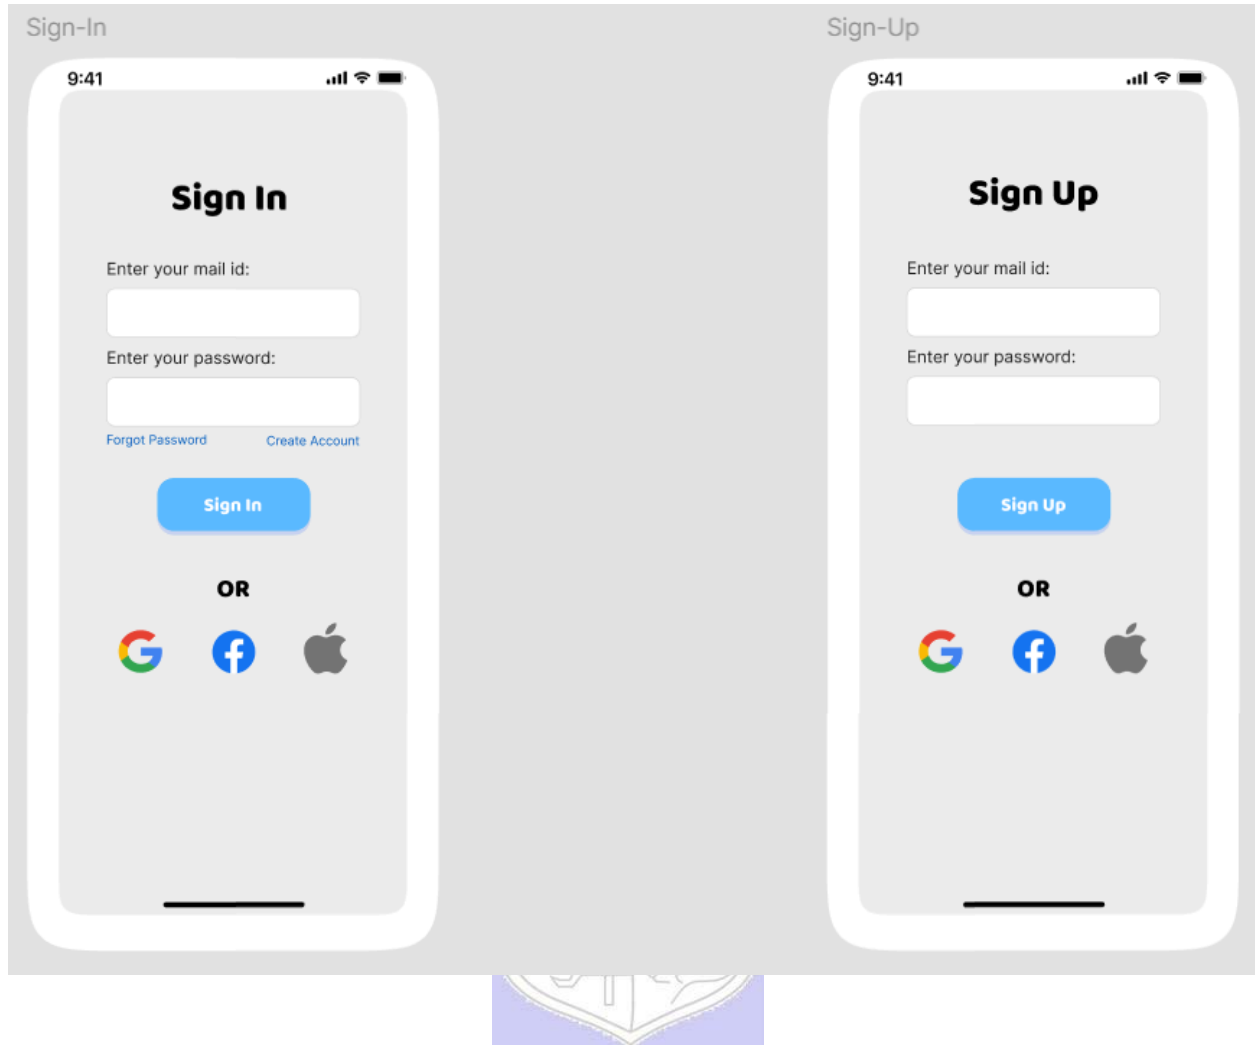 Sign-In
9:41
Sign In
Enter your mail id:
Enter your password:
Forgot Password Create Account
Sign In
OR
Sign-Up
9:41
Sign Up
Enter your mail id:
Enter your password:
Sign Up
OR